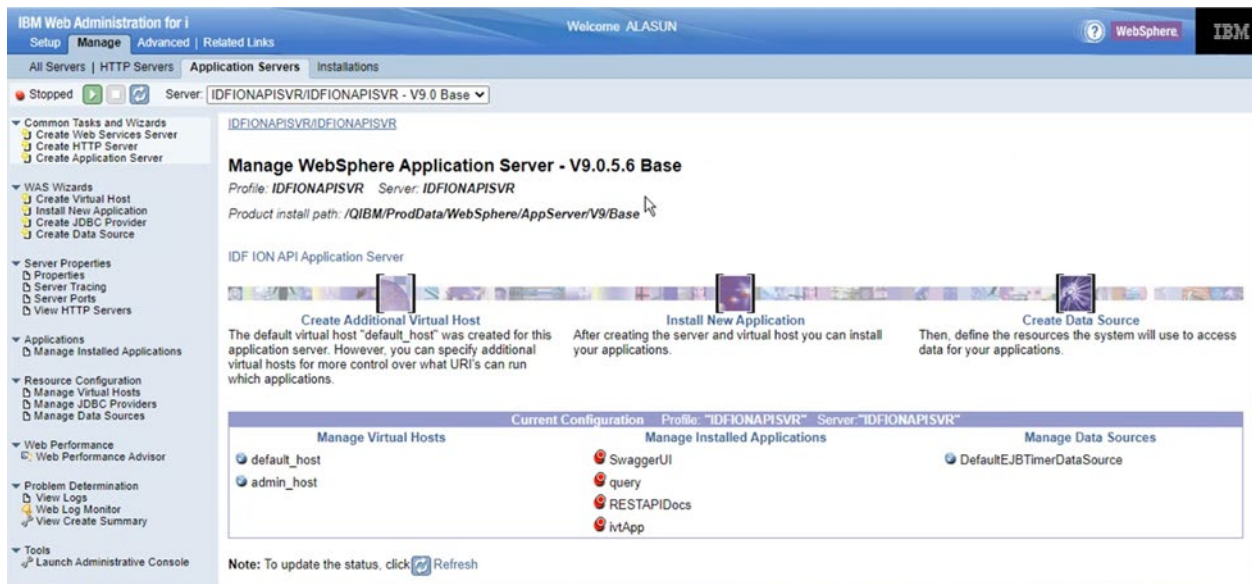 IBM Web Administration for i
Welcome ALASUN
WebSphere.
IBM
Setup Manage Advanced | Related Links
All Servers | HTTP Servers Application Servers Installations
Stopped Server: IDFIONAPISVR/IDFIONAPISVR - V9.0 Base
Common Tasks and Wizards
Create Web Services Server
Create HTTP Server
Create Application Server
WAS Wizards
Create Virtual Host
Install New Application
Create JDBC Provider
Create Data Source
Server Properties
Properties
Server Tracing
Server Ports
View HTTP Servers
Applications
Manage Installed Applications
Resource Configuration
Manage Virtual Hosts
Manage JDBC Providers
Manage Data Sources
Web Performance
Web Performance Advisor
Problem Determination
View Logs
Web Log Monitor
View Create Summary
Tools
Launch Administrative Console
IDFIONAPISVR/IDFIONAPISVR
Manage WebSphere Application Server - V9.0.5.6 Base
Profile: IDFIONAPISVR Server: IDFIONAPISVR
Product install path: /QIBM/ProdData/WebSphere/AppServer/V9/Base
IDF ION API Application Server
Create Additional Virtual Host
The default virtual host "default_host" was created for this
application server. However, you can specify additional
virtual hosts for more control over what URI's can run
which applications.
Install New Application
After creating the server and virtual host you can install
your applications.
Create Data Source
Then, define the resources the system will use to access
data for your applications.
Current Configuration Profile: "IDFIONAPISVR" Server:"IDFIONAPISVR"
Manage Virtual Hosts
default_host
admin_host
Manage Installed Applications
SwaggerUI
query
RESTAPIDocs
ivtApp
Manage Data Sources
DefaultEJBTimerDataSource
Note: To update the status, click Refresh